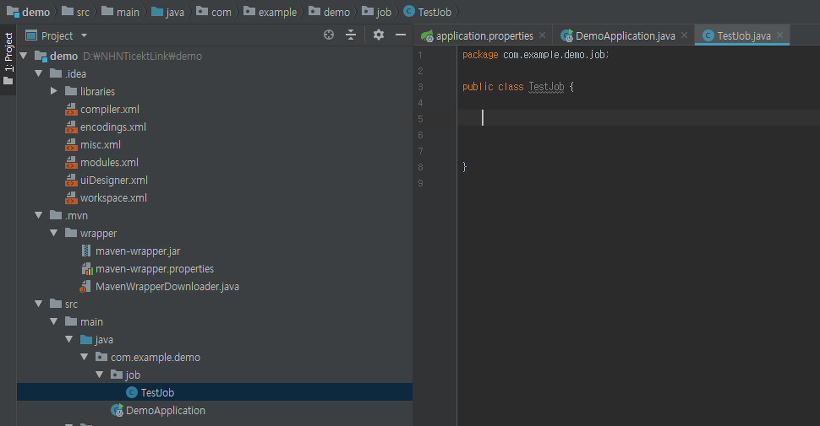 demo src main java com example demo job TestJob
1: Project
Project
application.properties DemoApplication.java TestJob.java
demo D:₩NHNTicektLink₩demo
.idea
libraries
compiler.xml
encodings.xml
misc.xml
modules.xml
uiDesigner.xml
workspace.xml
.mvn
wrapper
maven-wrapper.jar
maven-wrapper.properties
MavenWrapperDownloader.java
src
main
java
com.example.demo
job
TestJob
DemoApplication
1 package com.example.demo.job;
2
3 public class TestJob {
4
5
6
7
8 }
9